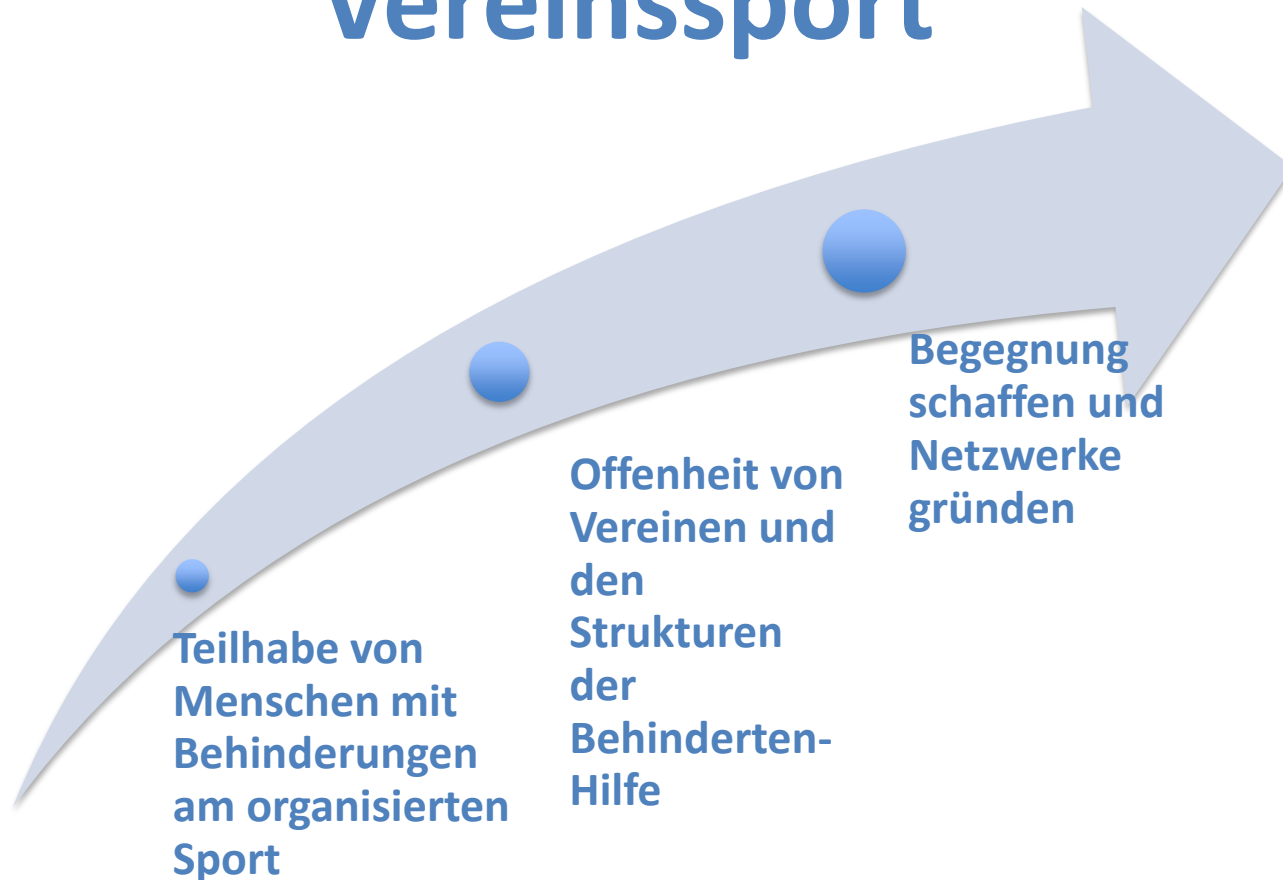 Vereinssport
Teilhabe von
Menschen mit
Behinderungen
am organisierten
Sport
Offenheit von
Vereinen und
den
Strukturen
der
Behinderten-
Hilfe
Begegnung
schaffen und
Netzwerke
gründen